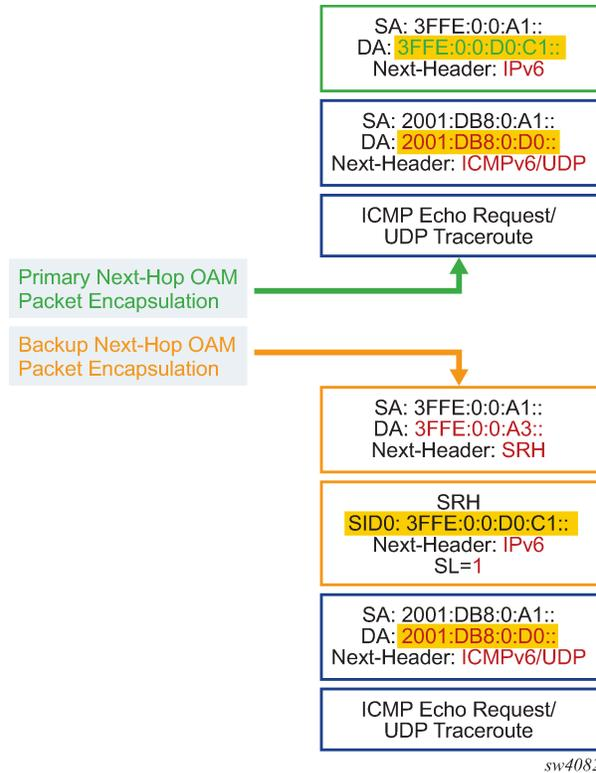 SA: 3FFE:0:0:A1::
DA: 3FFE:0:0:D0:C1::
Next-Header: IPv6
SA: 2001:DB8:0:A1::
DA: 2001:DB8:0:D0::
Next-Header: ICMPv6/UDP
ICMP Echo Request/
UDP Traceroute
Primary Next-Hop OAM
Packet Encapsulation
Backup Next-Hop OAM
Packet Encapsulation
SA: 3FFE:0:0:A1::
DA: 3FFE:0:0:A3::
Next-Header: SRH
SRH
SID0: 3FFE:0:0:D0:C1::
Next-Header: IPv6
SL=1
SA: 2001:DB8:0:A1::
DA: 2001:DB8:0:D0::
Next-Header: ICMPv6/UDP
ICMP Echo Request/
UDP Traceroute
sw4082